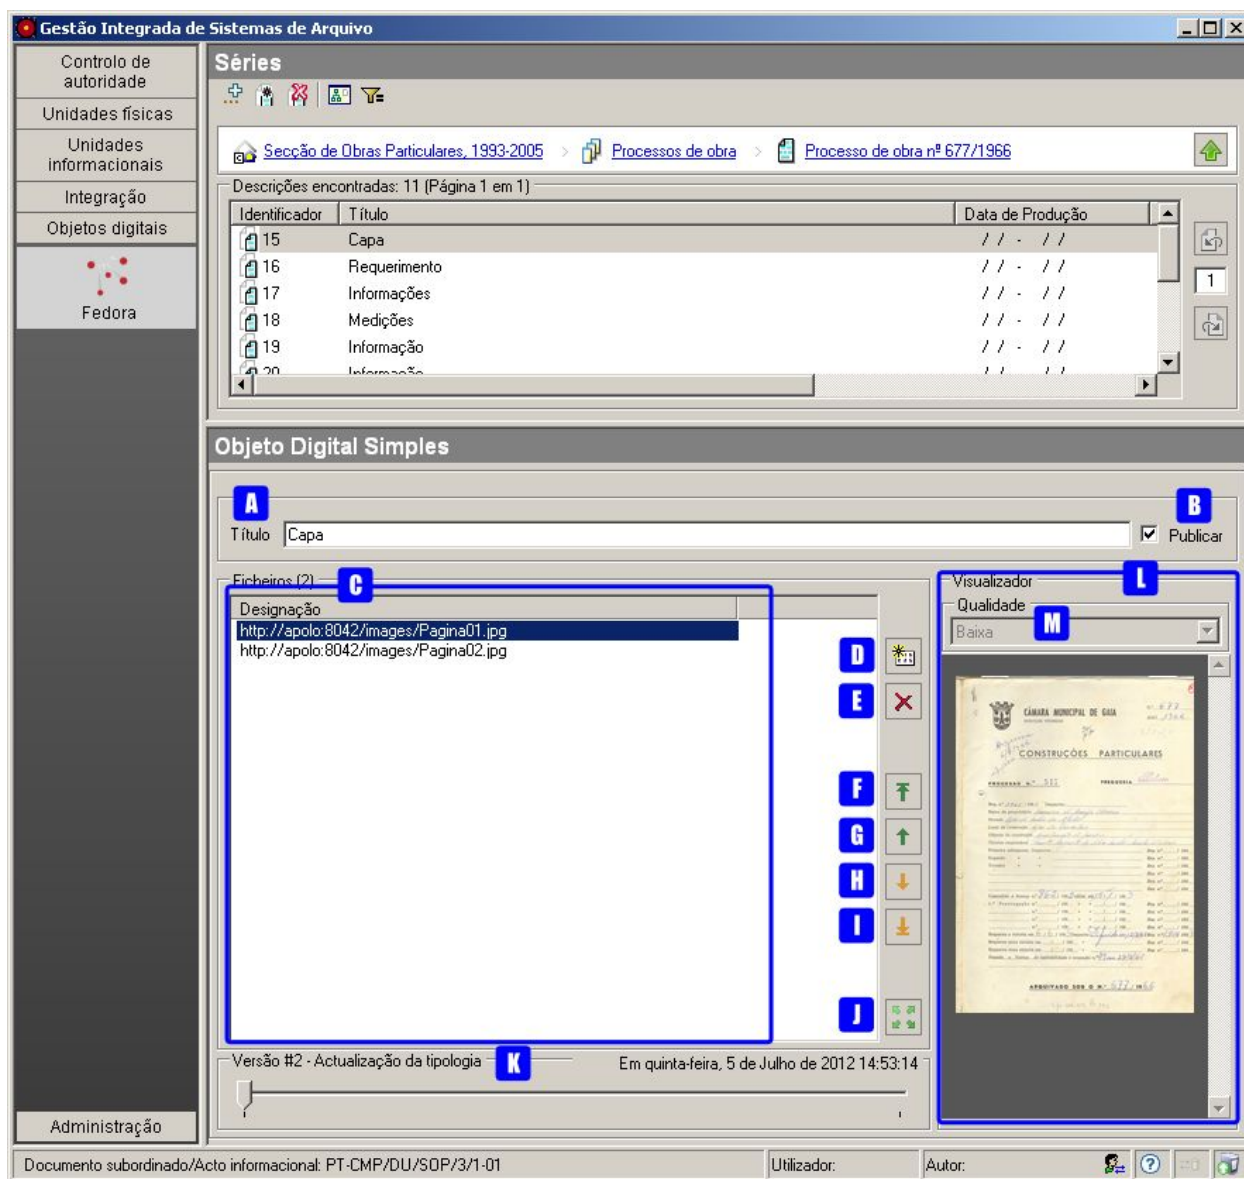 Gestão Integrada de Sistemas de Arquivo
Controlo de
autoridade
Unidades físicas
Unidades
informacionais
Integração
Objetos digitais
Fedora
Administração
Séries
Secção de Obras Particulares, 1993-2005 > Processos de obra > Processo de obra nº 677/1966
Descrições encontradas: 11 (Página 1 em 1)
Identificador Título Data de Produção
15 Capa / / - / /
16 Requerimento / / - / /
17 Informações / / - / /
18 Medições / / - / /
19 Informação / / - / /
20 Informação / / - / /
1
Objeto Digital Simples
A
B
Título Capa Publicar
Ficheiros (2)
C
Designação
http://apolo:8042/images/Pagina01.jpg
http://apolo:8042/images/Pagina02.jpg
D
E
F
G
H
I
J
Versão #2 - Actualização da tipologia
K
Em quinta-feira, 5 de Julho de 2012 14:53:14
Visualizador
L
Qualidade
M
Baixa
CÂMARA MUNICIPAL DE GAIA
CONSTRUÇÕES PARTICULARES
ARQUIVADO SOB O N.º 677/1966
Documento subordinado/Acto informacional: PT-CMP/DU/SOP/3/1-01
Utilizador:
Autor: